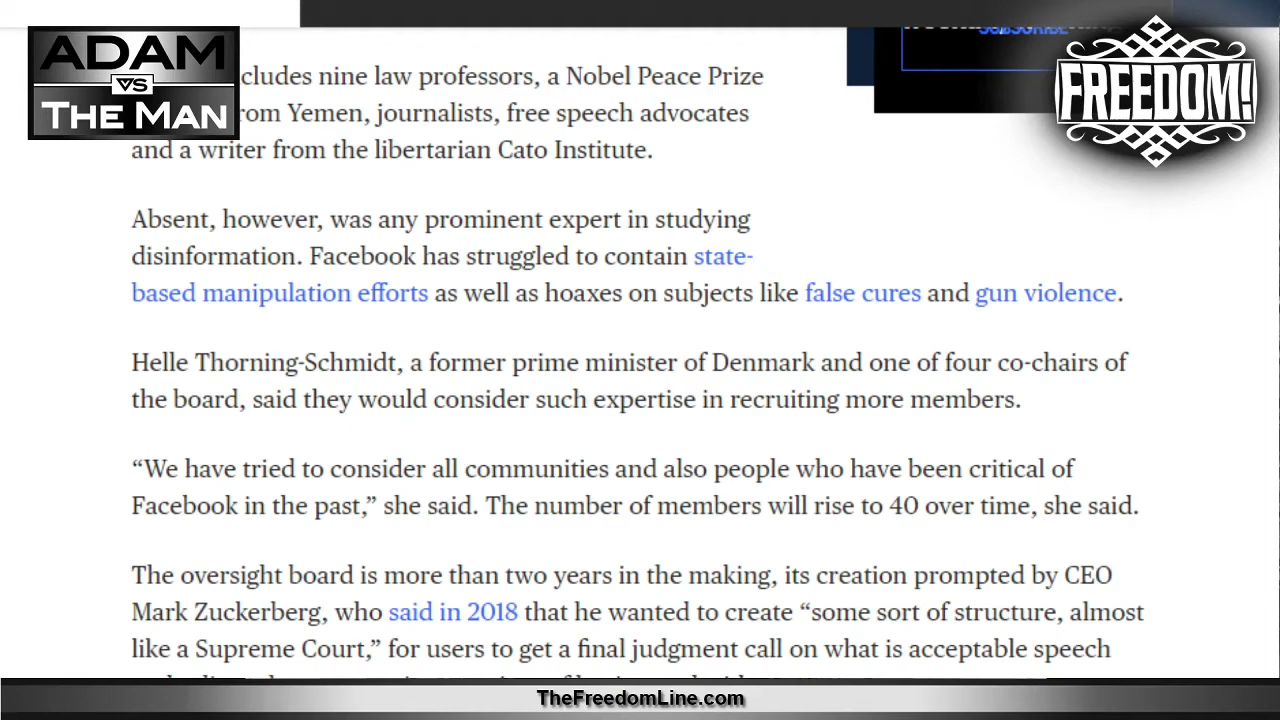 ADAM
VS
THE MAN
FREEDOM!
SUBSCRIBE
cludes nine law professors, a Nobel Peace Prize
rom Yemen, journalists, free speech advocates
and a writer from the libertarian Cato Institute.
Absent, however, was any prominent expert in studying
disinformation. Facebook has struggled to contain state-
based manipulation efforts as well as hoaxes on subjects like false cures and gun violence.
Helle Thorning-Schmidt, a former prime minister of Denmark and one of four co-chairs of
the board, said they would consider such expertise in recruiting more members.
“We have tried to consider all communities and also people who have been critical of
Facebook in the past,” she said. The number of members will rise to 40 over time, she said.
The oversight board is more than two years in the making, its creation prompted by CEO
Mark Zuckerberg, who said in 2018 that he wanted to create “some sort of structure, almost
like a Supreme Court,” for users to get a final judgment call on what is acceptable speech
TheFreedomLine.com